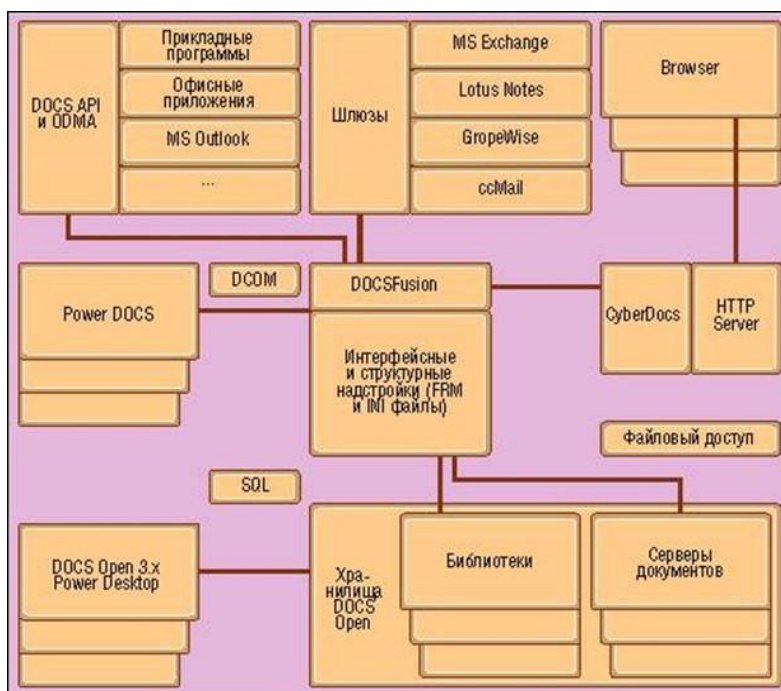 DOCS API
и ODMA
Прикладные
программы
Офисные
приложения
MS Outlook
...
Шлюзы
MS Exchange
Lotus Notes
GropeWise
ccMail
Browser
Power DOCS
DCOM
DOCSFusion
Интерфейсные
и структурные
надстройки (FRM
и INI файлы)
CyberDocs
HTTP
Server
Файловый доступ
SQL
DOCS Open 3.x
Power Desktop
Хра-
нилища
DOCS
Open
Библиотеки
Серверы
документов